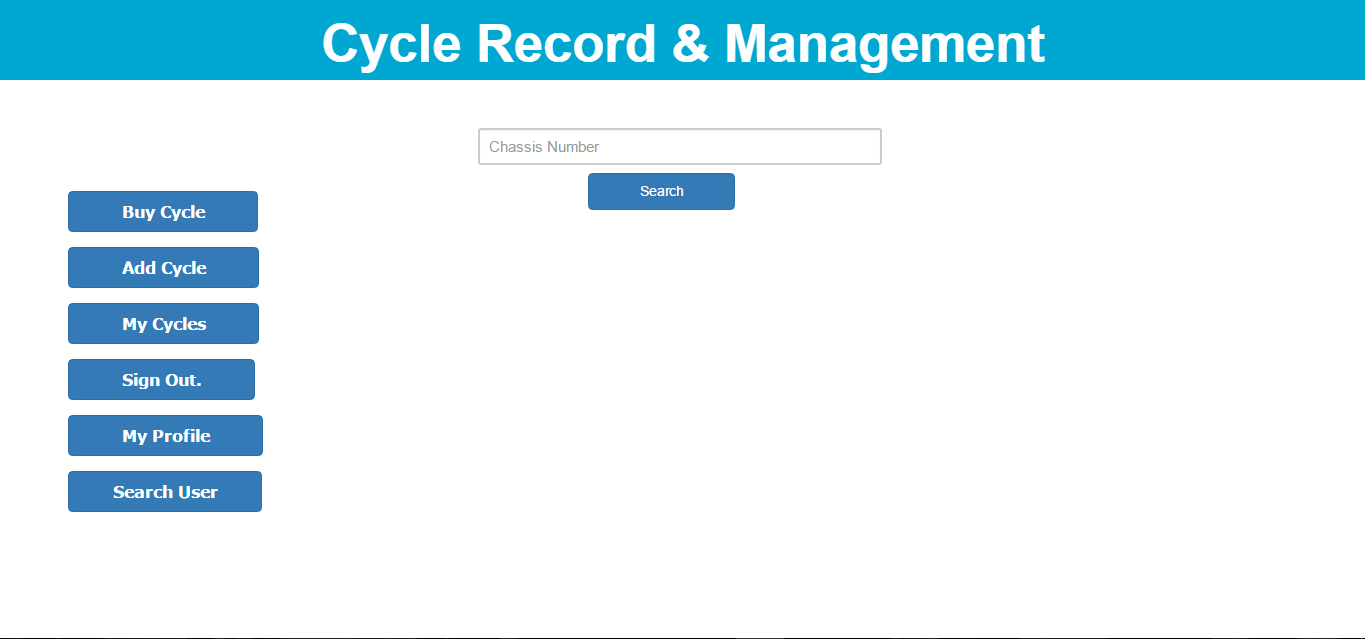 Cycle Record & Management
Chassis Number
Search
Buy Cycle
Add Cycle
My Cycles
Sign Out.
My Profile
Search User